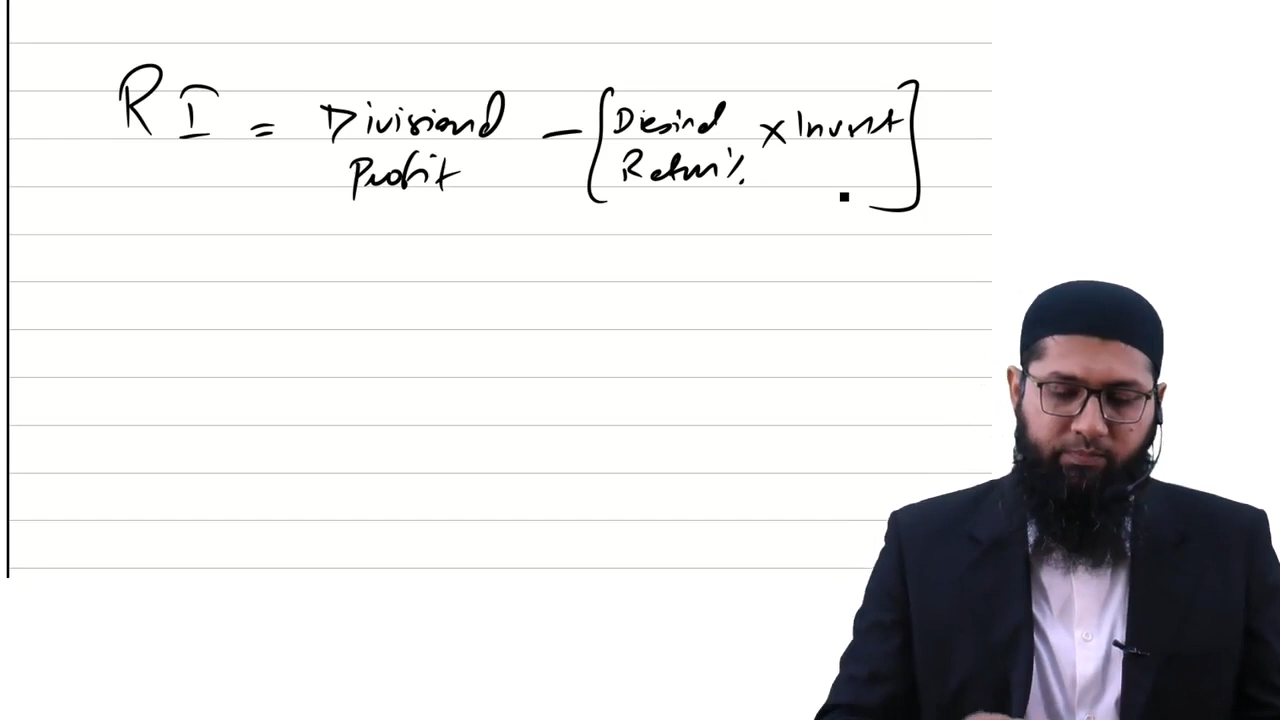 RI = Divisional - [Desired × Invest]
Profit Return%